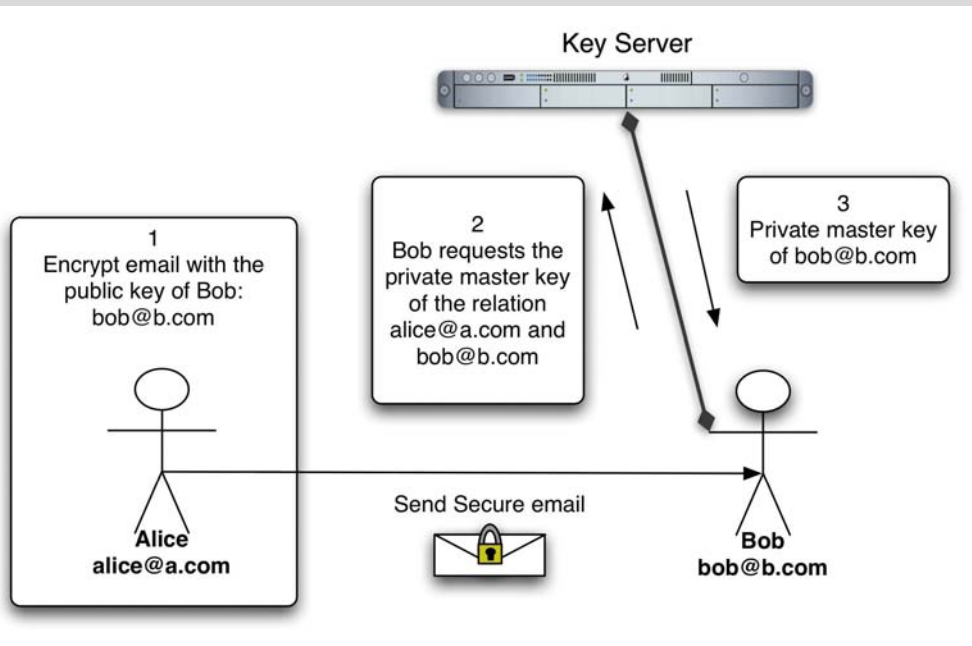 Key Server
1
Encrypt email with the
public key of Bob:
bob@b.com
2
Bob requests the
private master key
of the relation
alice@a.com and
bob@b.com
3
Private master key
of bob@b.com
Send Secure email
Alice
alice@a.com
Bob
bob@b.com